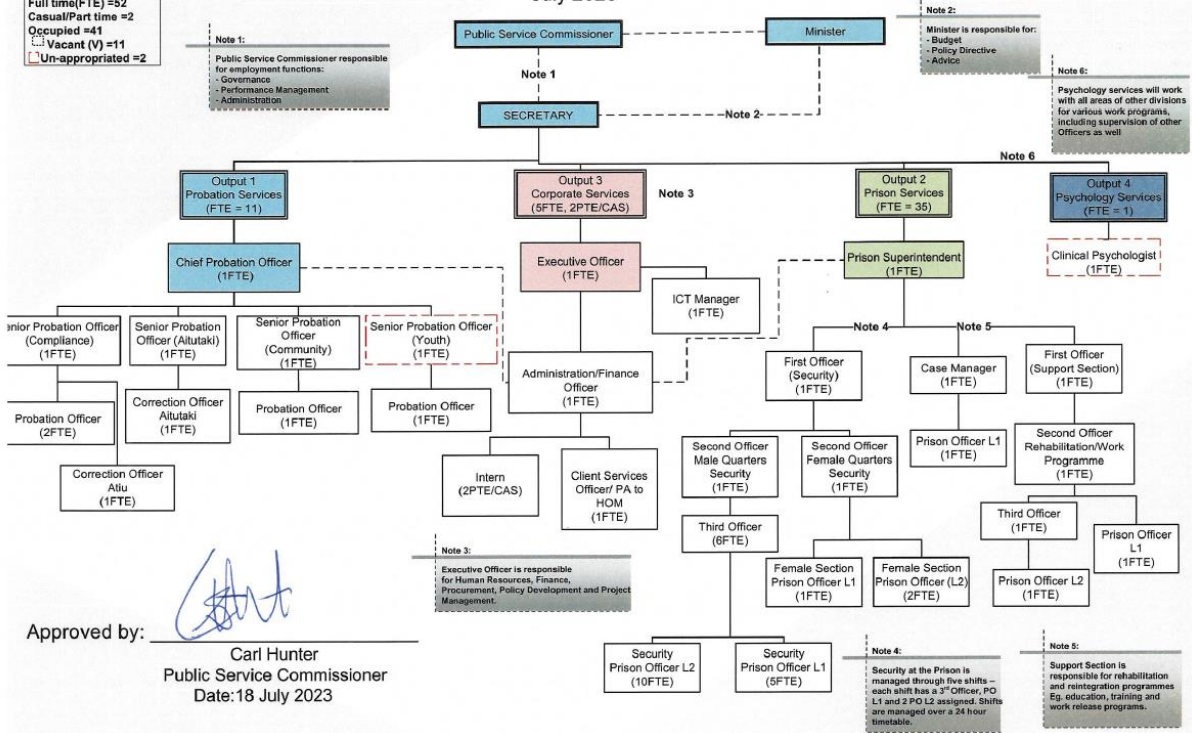 Full time(FTE) =52
Casual/Part time =2
Occupied =41
Vacant (V) =11
Un-appropriated =2
Note 1:
Public Service Commissioner responsible
for employment functions:
- Governance
- Performance Management
- Administration
Public Service Commissioner
Minister
Note 2:
Minister is responsible for:
- Budget
- Policy Directive
- Advice
Note 6:
Psychology services will work
with all areas of other divisions
for various work programs,
including supervision of other
Officers as well
Note 1
SECRETARY
Note 2
Note 6
Output 1
Probation Services
(FTE = 11)
Output 3
Corporate Services
(5FTE, 2PTE/CAS)
Note 3
Output 2
Prison Services
(FTE = 35)
Output 4
Psychology Services
(FTE = 1)
Chief Probation Officer
(1FTE)
Executive Officer
(1FTE)
Prison Superintendent
(1FTE)
Clinical Psychologist
(1FTE)
ICT Manager
(1FTE)
enior Probation Officer
(Compliance)
(1FTE)
Senior Probation
Officer (Aitutaki)
(1FTE)
Senior Probation
Officer
(Community)
(1FTE)
Senior Probation Officer
(Youth)
(1FTE)
Administration/Finance
Officer
(1FTE)
Note 4
Note 5
First Officer
(Security)
(1FTE)
Case Manager
(1FTE)
First Officer
(Support Section)
(1FTE)
Probation Officer
(2FTE)
Correction Officer
Aitutaki
(1FTE)
Probation Officer
(1FTE)
Probation Officer
(1FTE)
Correction Officer
Atiu
(1FTE)
Intern
(2PTE/CAS)
Client Services
Officer/ PA to
HOM
(1FTE)
Second Officer
Male Quarters
Security
(1FTE)
Second Officer
Female Quarters
Security
(1FTE)
Prison Officer L1
(1FTE)
Second Officer
Rehabilitation/Work
Programme
(1FTE)
Third Officer
(6FTE)
Third Officer
(1FTE)
Prison Officer
L1
(1FTE)
Female Section
Prison Officer L1
(1FTE)
Female Section
Prison Officer (L2)
(2FTE)
Prison Officer L2
(1FTE)
Note 3:
Executive Officer is responsible
for Human Resources, Finance,
Procurement, Policy Development and Project
Management.
Security
Prison Officer L2
(10FTE)
Security
Prison Officer L1
(5FTE)
Note 4:
Security at the Prison is
managed through five shifts –
each shift has a 3rd Officer, PO
L1 and 2 PO L2 assigned. Shifts
are managed over a 24 hour
timetable.
Note 5:
Support Section is
responsible for rehabilitation
and reintegration programmes
Eg. education, training and
work release programs.
Approved by:
Carl Hunter
Public Service Commissioner
Date:18 July 2023